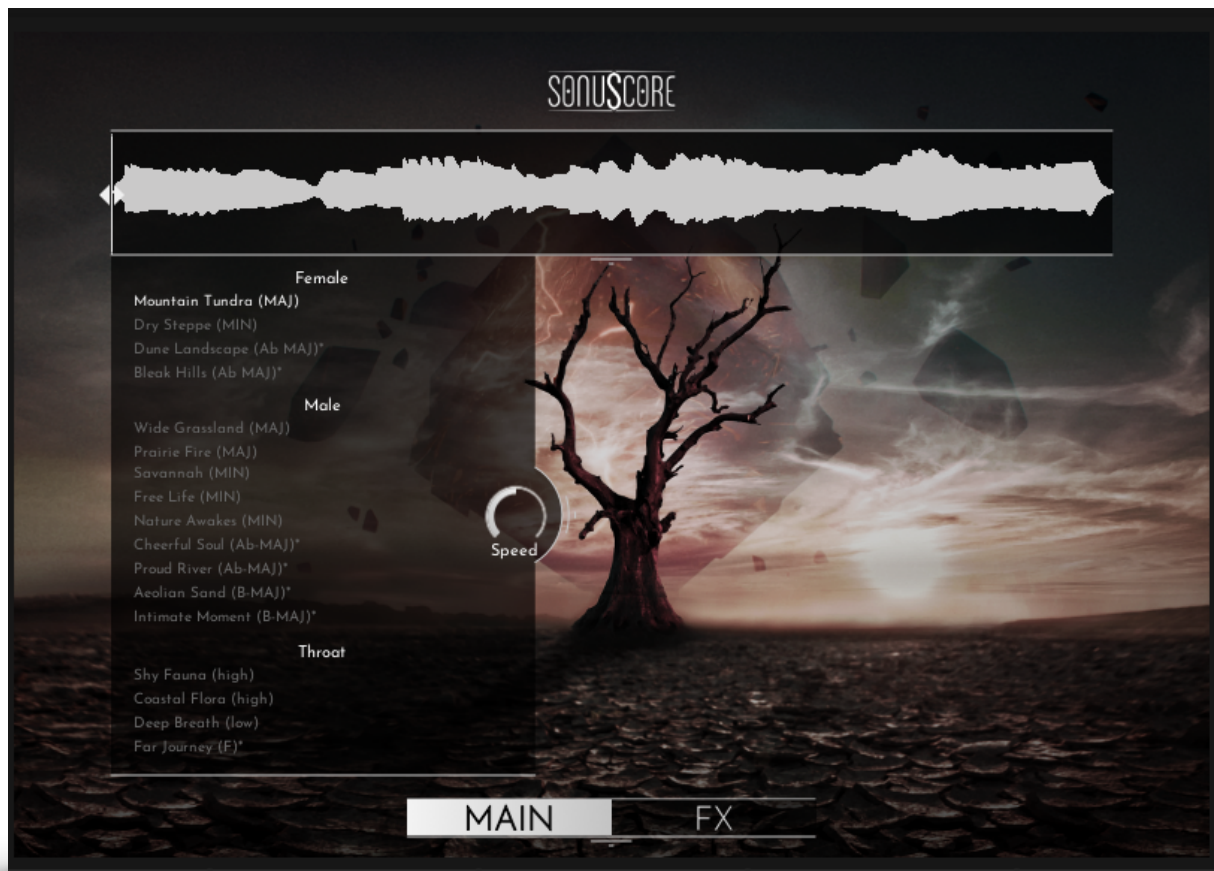 SONUSCORE
Female
Mountain Tundra (MAJ)
Dry Steppe (MIN)
Dune Landscape (Ab MAJ)*
Bleak Hills (Ab MAJ)*
Male
Wide Grassland (MAJ)
Prairie Fire (MAJ)
Savannah (MIN)
Free Life (MIN)
Nature Awakes (MIN)
Cheerful Soul (Ab-MAJ)*
Proud River (Ab-MAJ)*
Aeolian Sand (B-MAJ)*
Intimate Moment (B-MAJ)*
Speed
Throat
Shy Fauna (high)
Coastal Flora (high)
Deep Breath (low)
Far Journey (F)*
MAIN FX